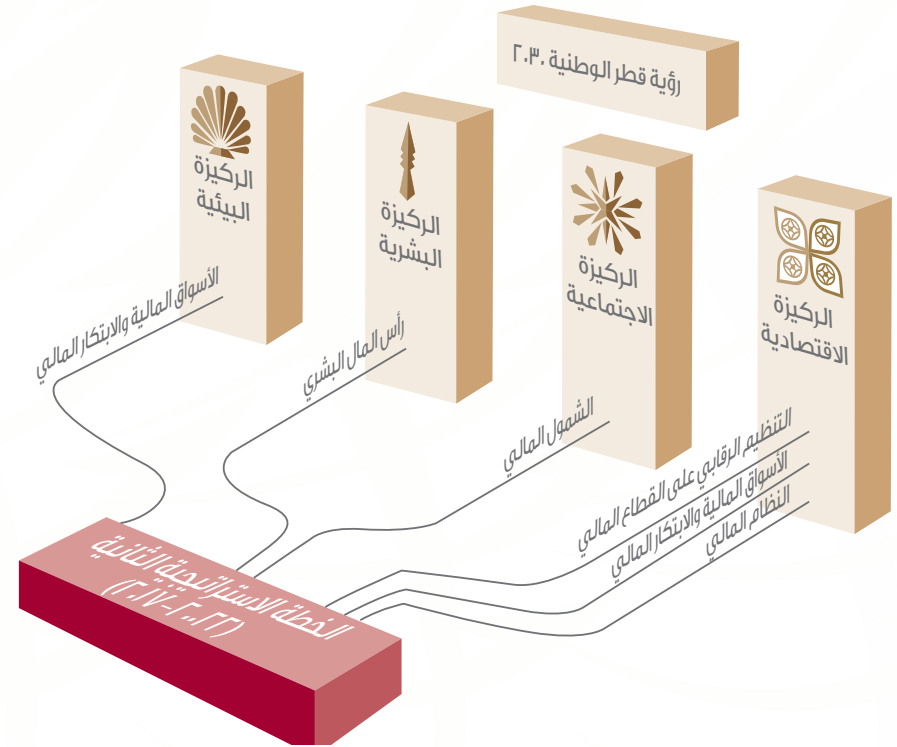 رؤية قطر الوطنية ٢٠٣٠
الركيزة
الاقتصادية
الركيزة
الاجتماعية
الركيزة
البشرية
الركيزة
البيئية
التنظيم الرقابي على القطاع المالي
الأسواق المالية والابتكار المالي
النظام المالي
الشمول المالي
رأس المال البشري
الأسواق المالية والابتكار المالي
الخطة الاستراتيجية الثانية
(٢٠١٧-٢٠٢٢)